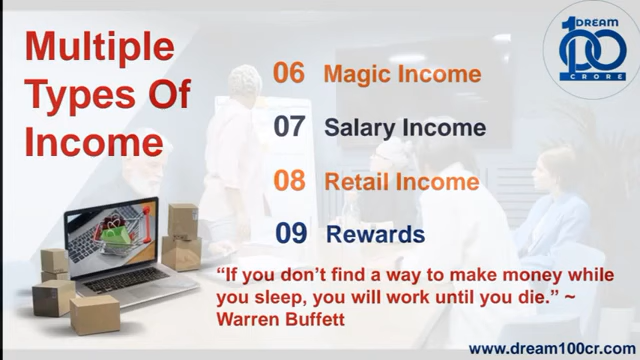 Multiple
Types Of
Income
DREAM
100
CRORE
06 Magic Income
07 Salary Income
08 Retail Income
09 Rewards
“If you don’t find a way to make money while
you sleep, you will work until you die.” ~
Warren Buffett
www.dream100cr.com